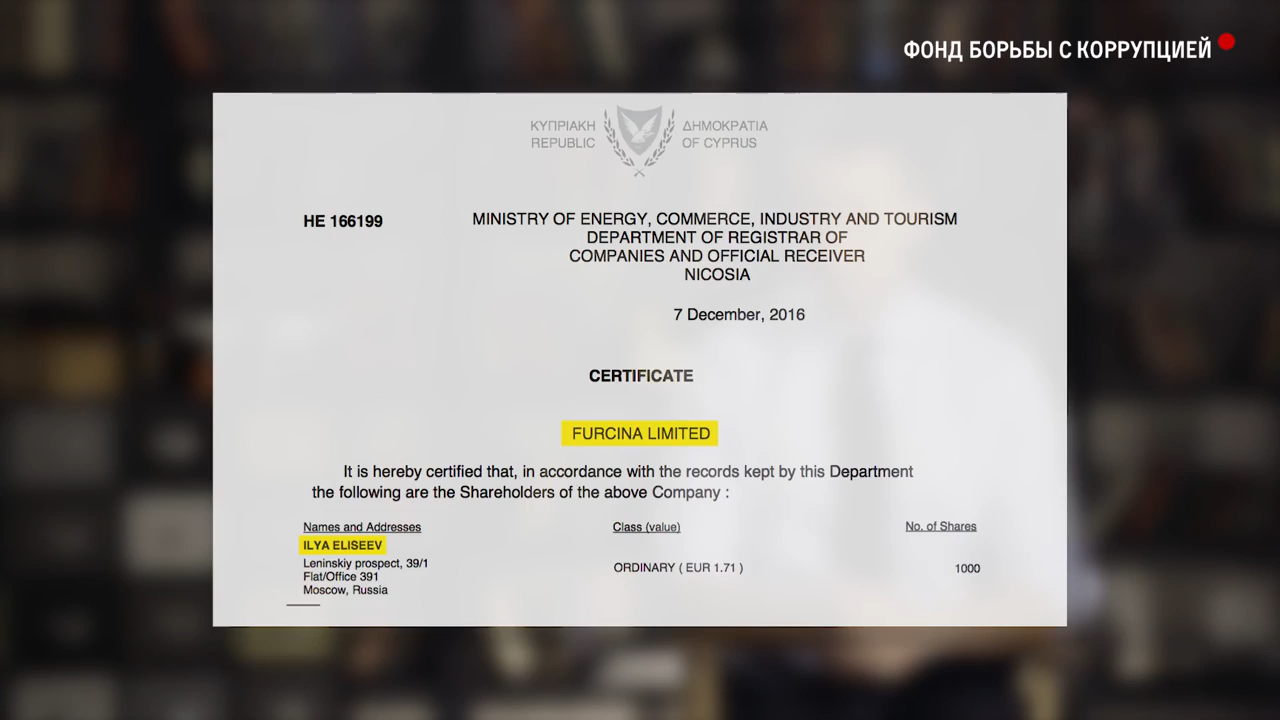 ФОНД БОРЬБЫ С КОРРУПЦИЕЙ
ΚΥΠΡΙΑΚΗ ΔΗΜΟΚΡΑΤΙΑ
REPUBLIC OF CYPRUS
HE 166199
MINISTRY OF ENERGY, COMMERCE, INDUSTRY AND TOURISM
DEPARTMENT OF REGISTRAR OF
COMPANIES AND OFFICIAL RECEIVER
NICOSIA
7 December, 2016
CERTIFICATE
FURCINA LIMITED
It is hereby certified that, in accordance with the records kept by this Department
the following are the Shareholders of the above Company :
Names and Addresses Class (value) No. of Shares
ILYA ELISEEV
Leninskiy prospect, 39/1
Flat/Office 391
Moscow, Russia
ORDINARY ( EUR 1.71 ) 1000